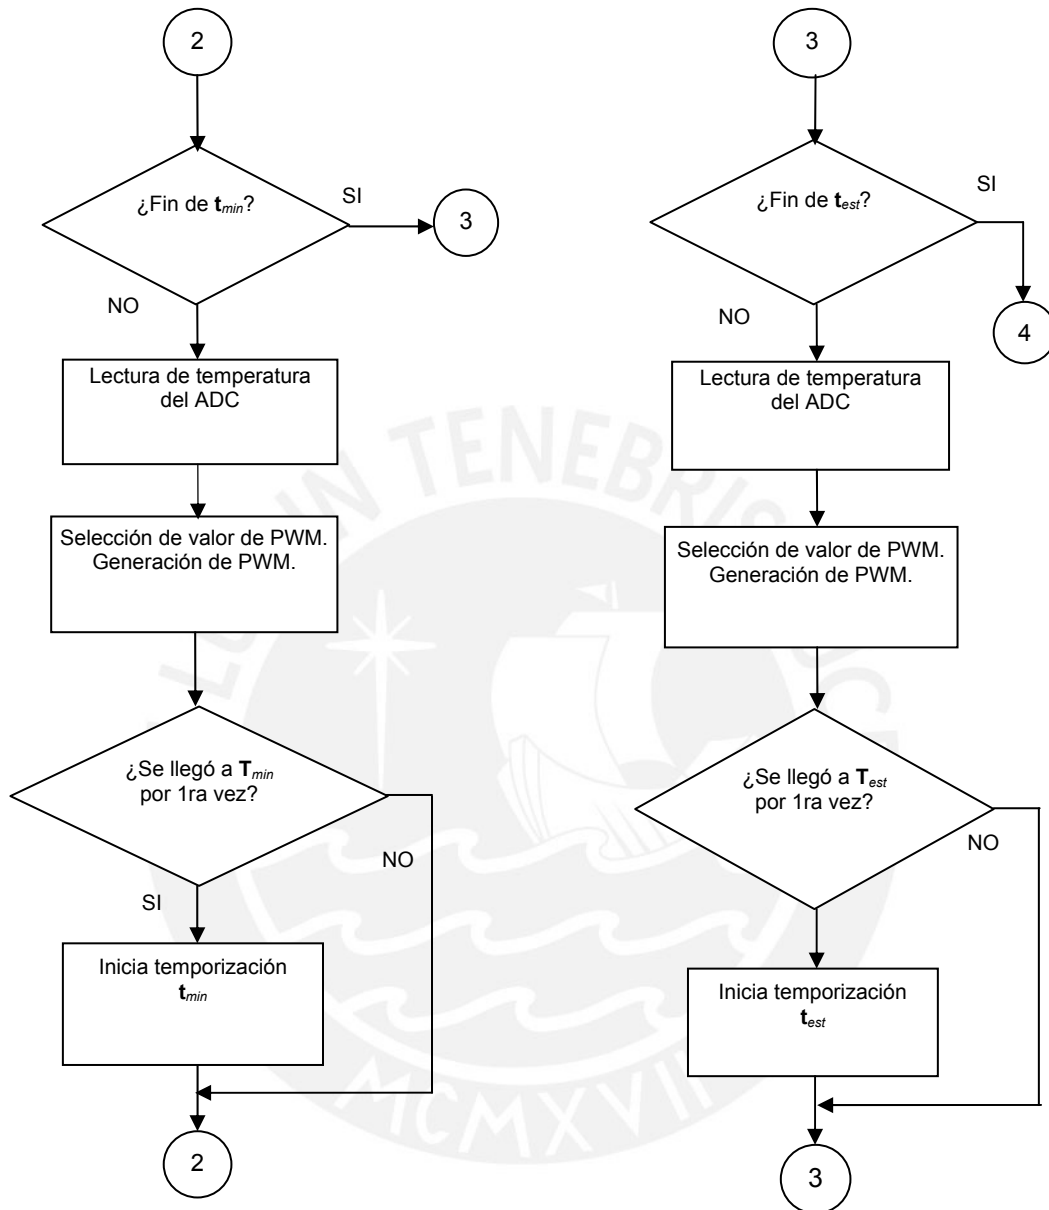 2
¿Fin de tmin?
SI
3
NO
Lectura de temperatura
del ADC
Selección de valor de PWM.
Generación de PWM.
¿Se llegó a Tmin
por 1ra vez?
NO
SI
Inicia temporización
tmin
2
3
¿Fin de test?
SI
4
NO
Lectura de temperatura
del ADC
Selección de valor de PWM.
Generación de PWM.
¿Se llegó a Test
por 1ra vez?
NO
Inicia temporización
test
3
IN TENEBRIS
MCMXVII